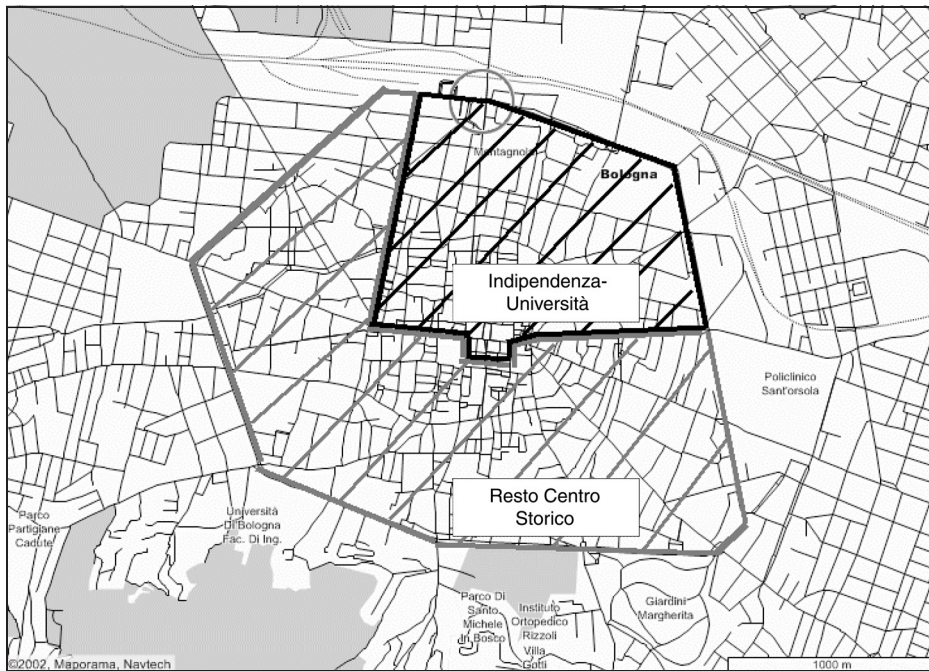 Montagnola
Bologna
Indipendenza-
Università
Policlinico
Sant'orsola
Resto Centro
Storico
Parco
Partigiane
Cadute
Università
Di Bologna
Fac. Di Ing.
Parco Di
Santo
Michele
In Bosco
Instituto
Ortopedico
Rizzoli
Villa
Gotti
Giardini
Margherita
©2002, Maporama, Navtech
1000 m